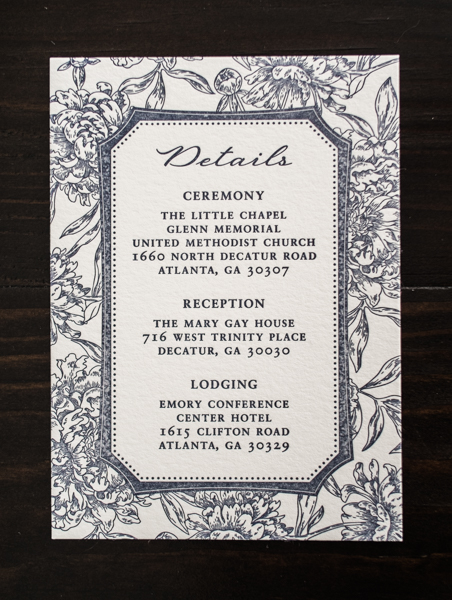 Details
CEREMONY
THE LITTLE CHAPEL
GLENN MEMORIAL
UNITED METHODIST CHURCH
1660 NORTH DECATUR ROAD
ATLANTA, GA 30307
RECEPTION
THE MARY GAY HOUSE
716 WEST TRINITY PLACE
DECATUR, GA 30030
LODGING
EMORY CONFERENCE
CENTER HOTEL
1615 CLIFTON ROAD
ATLANTA, GA 30329